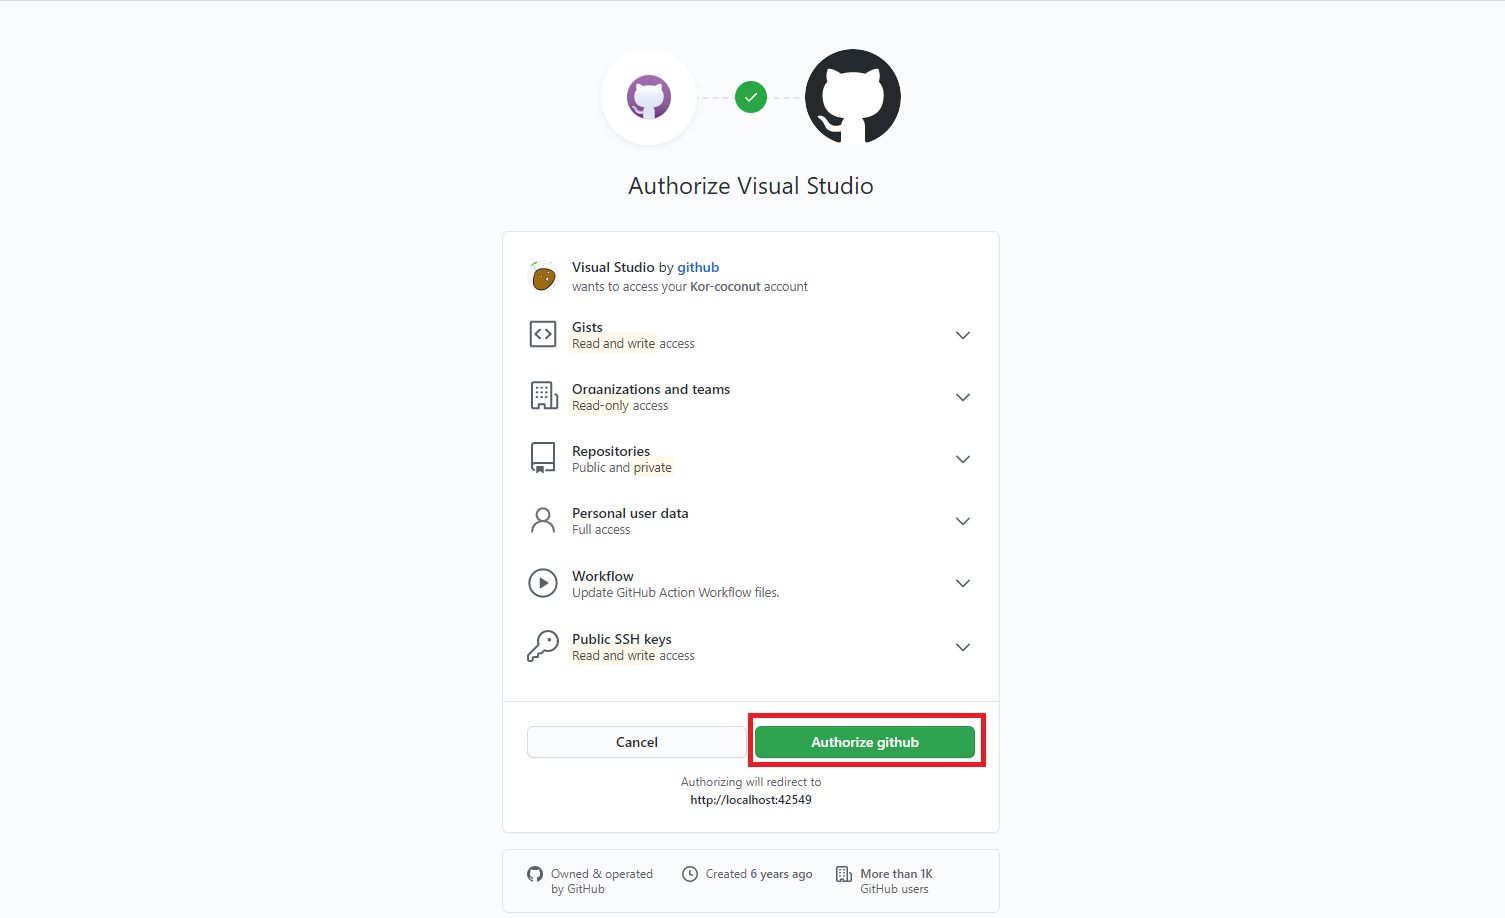 Authorize Visual Studio
Visual Studio by github
wants to access your Kor-coconut account
Gists
Read and write access
Organizations and teams
Read-only access
Repositories
Public and private
Personal user data
Full access
Workflow
Update GitHub Action Workflow files.
Public SSH keys
Read and write access
Cancel
Authorize github
Authorizing will redirect to
http://localhost:42549
Owned & operated
by GitHub
Created 6 years ago
More than 1K
GitHub users